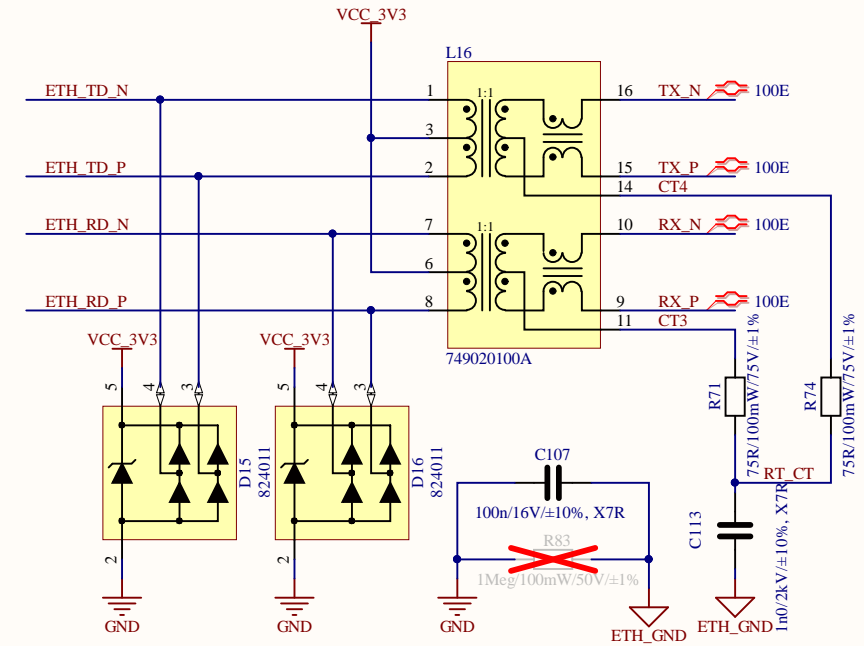 VCC_3V3
L16
ETH_TD_N
1
1:1
16
TX_N
100E
3
ETH_TD_P
2
15
TX_P
100E
14
CT4
ETH_RD_N
7
1:1
10
RX_N
100E
6
ETH_RD_P
8
9
RX_P
100E
11
CT3
749020100A
VCC_3V3
VCC_3V3
5
4
3
5
4
3
R71
75R/100mW/75V/±1%
R74
75R/100mW/75V/±1%
D15
824011
D16
824011
C107
100n/16V/±10%, X7R
RT_CT
R83
1Meg/100mW/50V/±1%
C113
1n0/2kV/±10%, X7R
2
2
GND
GND
GND
ETH_GND
ETH_GND